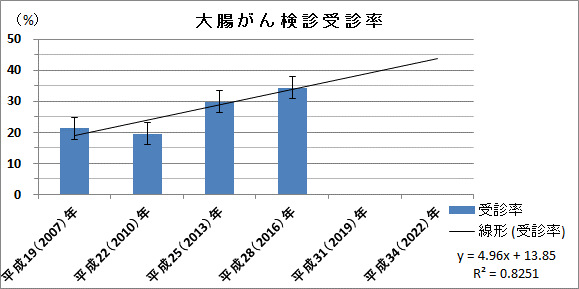 大腸がん検診受診率
(%)
50
40
30
20
10
0
平成19(2007)年
平成22(2010)年
平成25(2013)年
平成28(2016)年
平成31(2019)年
平成34(2022)年
受診率
線形 (受診率)
y = 4.96x + 13.85
R² = 0.8251